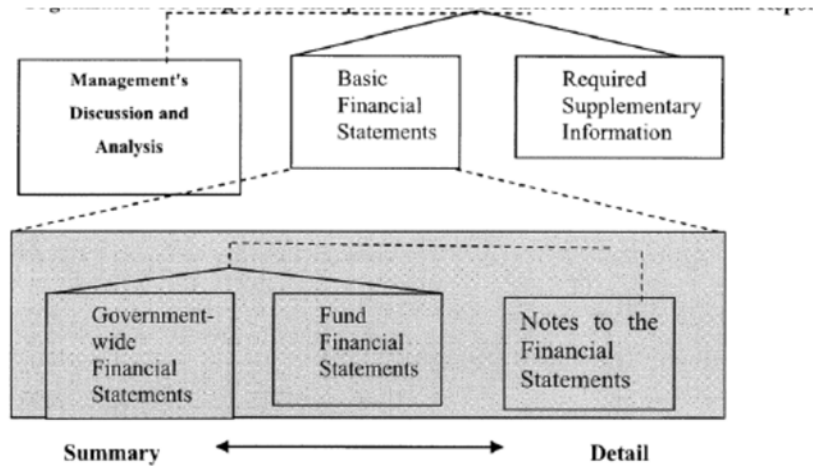 Management's
Discussion and
Analysis
Basic
Financial
Statements
Required
Supplementary
Information
Government-
wide
Financial
Statements
Fund
Financial
Statements
Notes to the
Financial
Statements
Summary
Detail